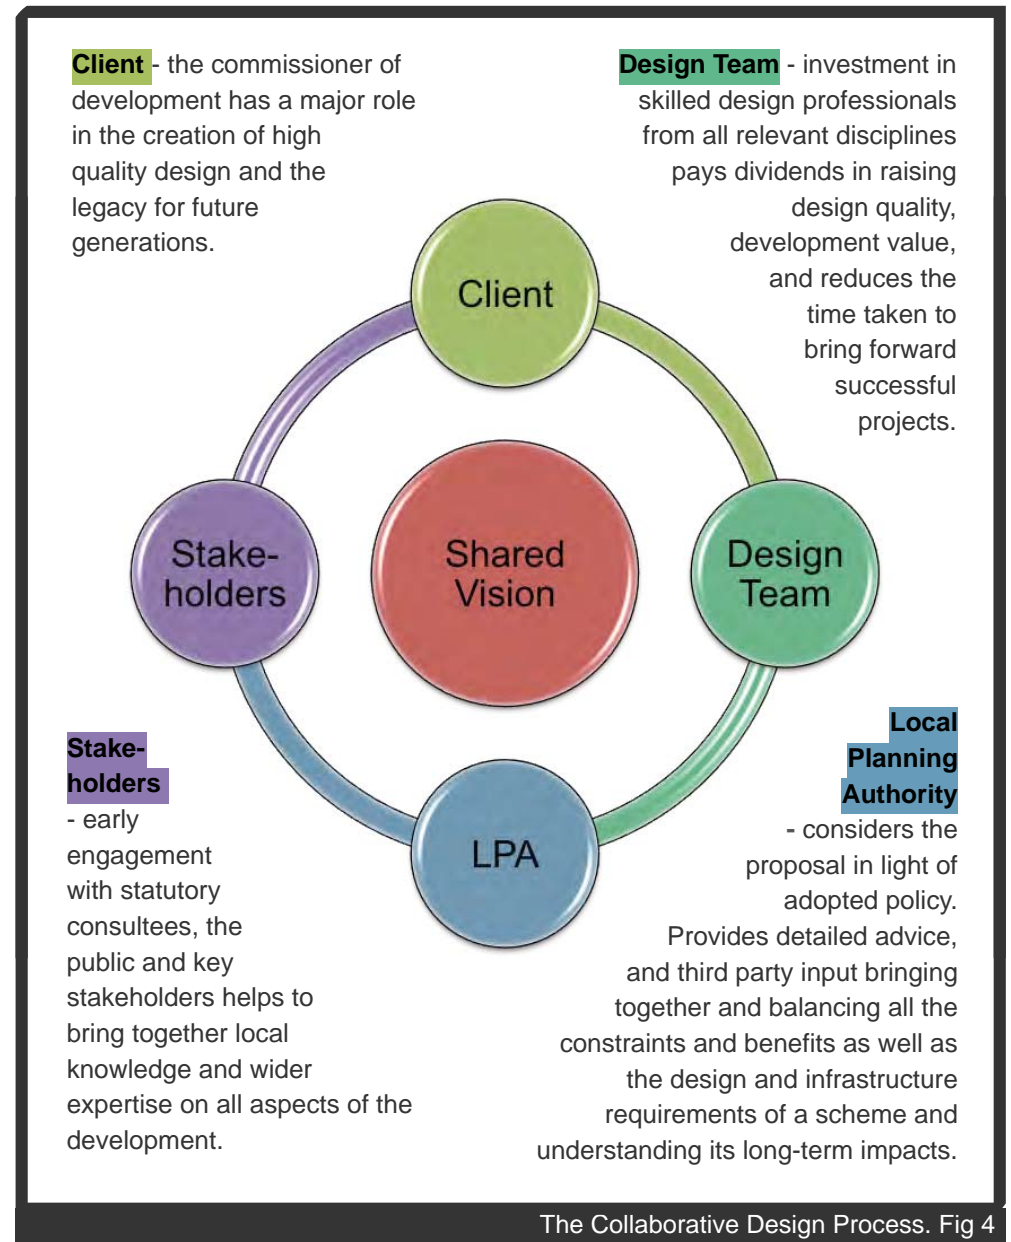 Client - the commissioner of
development has a major role
in the creation of high
quality design and the
legacy for future
generations.
Design Team - investment in
skilled design professionals
from all relevant disciplines
pays dividends in raising
design quality,
development value,
and reduces the
time taken to
bring forward
successful
projects.
Client
Stake-
holders
Shared
Vision
Design
Team
LPA
Stake-
holders
- early
engagement
with statutory
consultees, the
public and key
stakeholders helps to
bring together local
knowledge and wider
expertise on all aspects of the
development.
Local
Planning
Authority
- considers the
proposal in light of
adopted policy.
Provides detailed advice,
and third party input bringing
together and balancing all the
constraints and benefits as well as
the design and infrastructure
requirements of a scheme and
understanding its long-term impacts.
The Collaborative Design Process. Fig 4